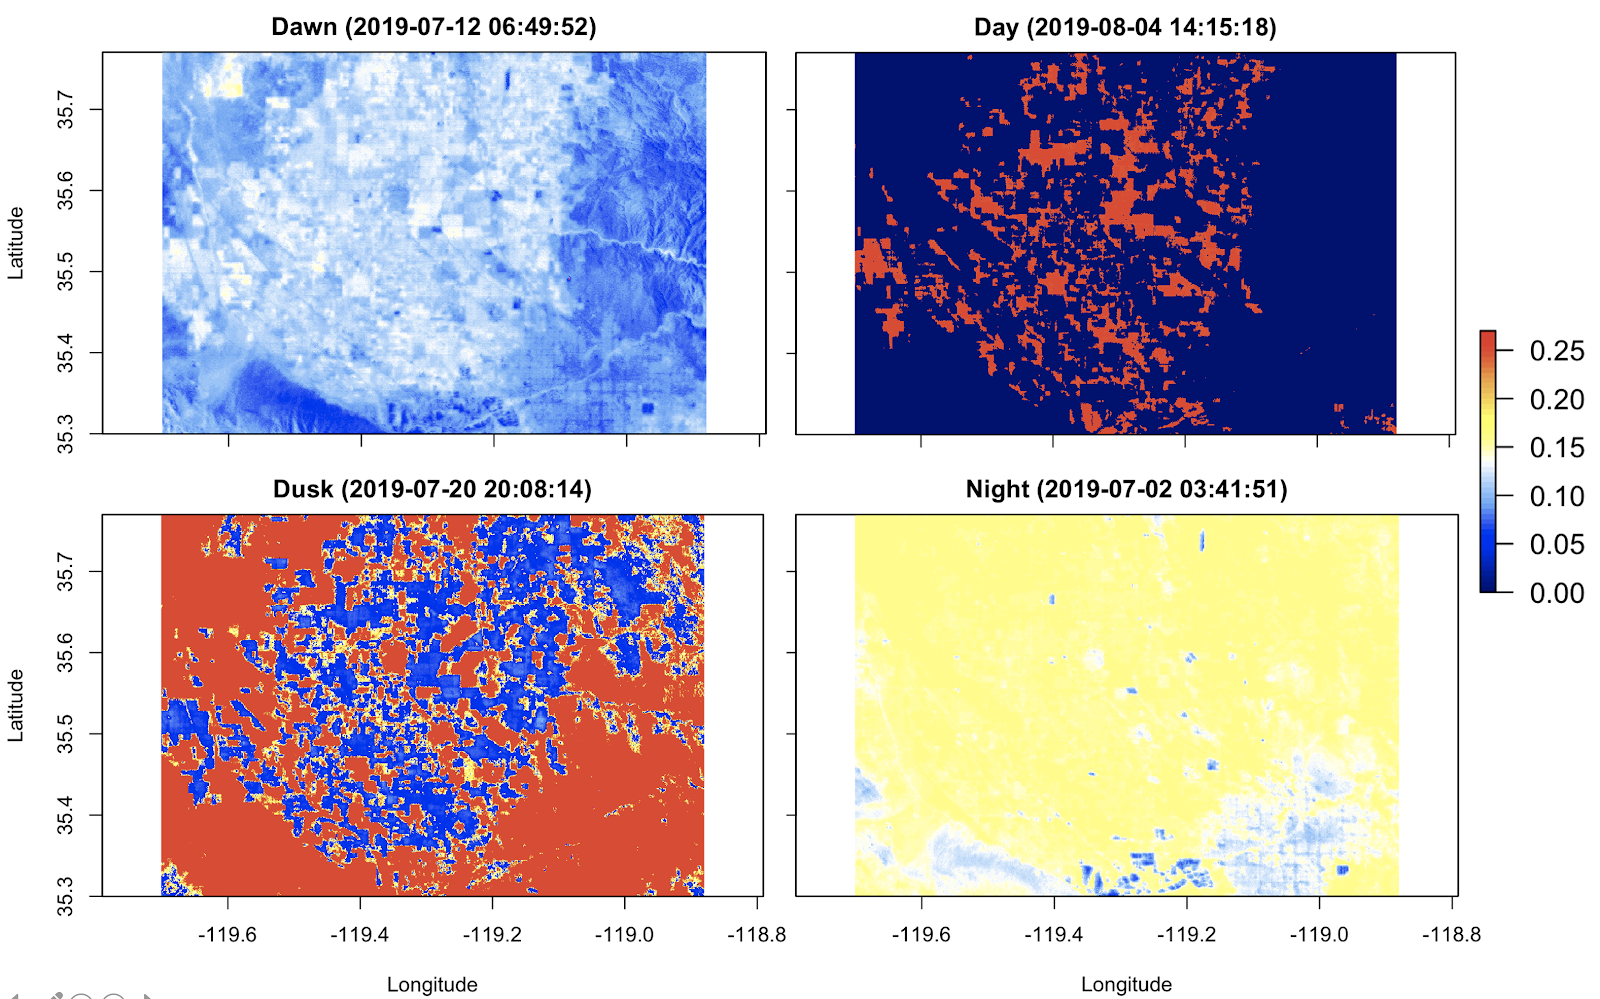 Dawn (2019-07-12 06:49:52)
Day (2019-08-04 14:15:18)
Latitude
35.7
35.6
35.5
35.4
35.3
0.25
0.20
0.15
0.10
0.05
0.00
Dusk (2019-07-20 20:08:14)
Night (2019-07-02 03:41:51)
Latitude
35.7
35.6
35.5
35.4
35.3
-119.6 -119.4 -119.2 -119.0 -118.8
-119.6 -119.4 -119.2 -119.0 -118.8
Longitude
Longitude